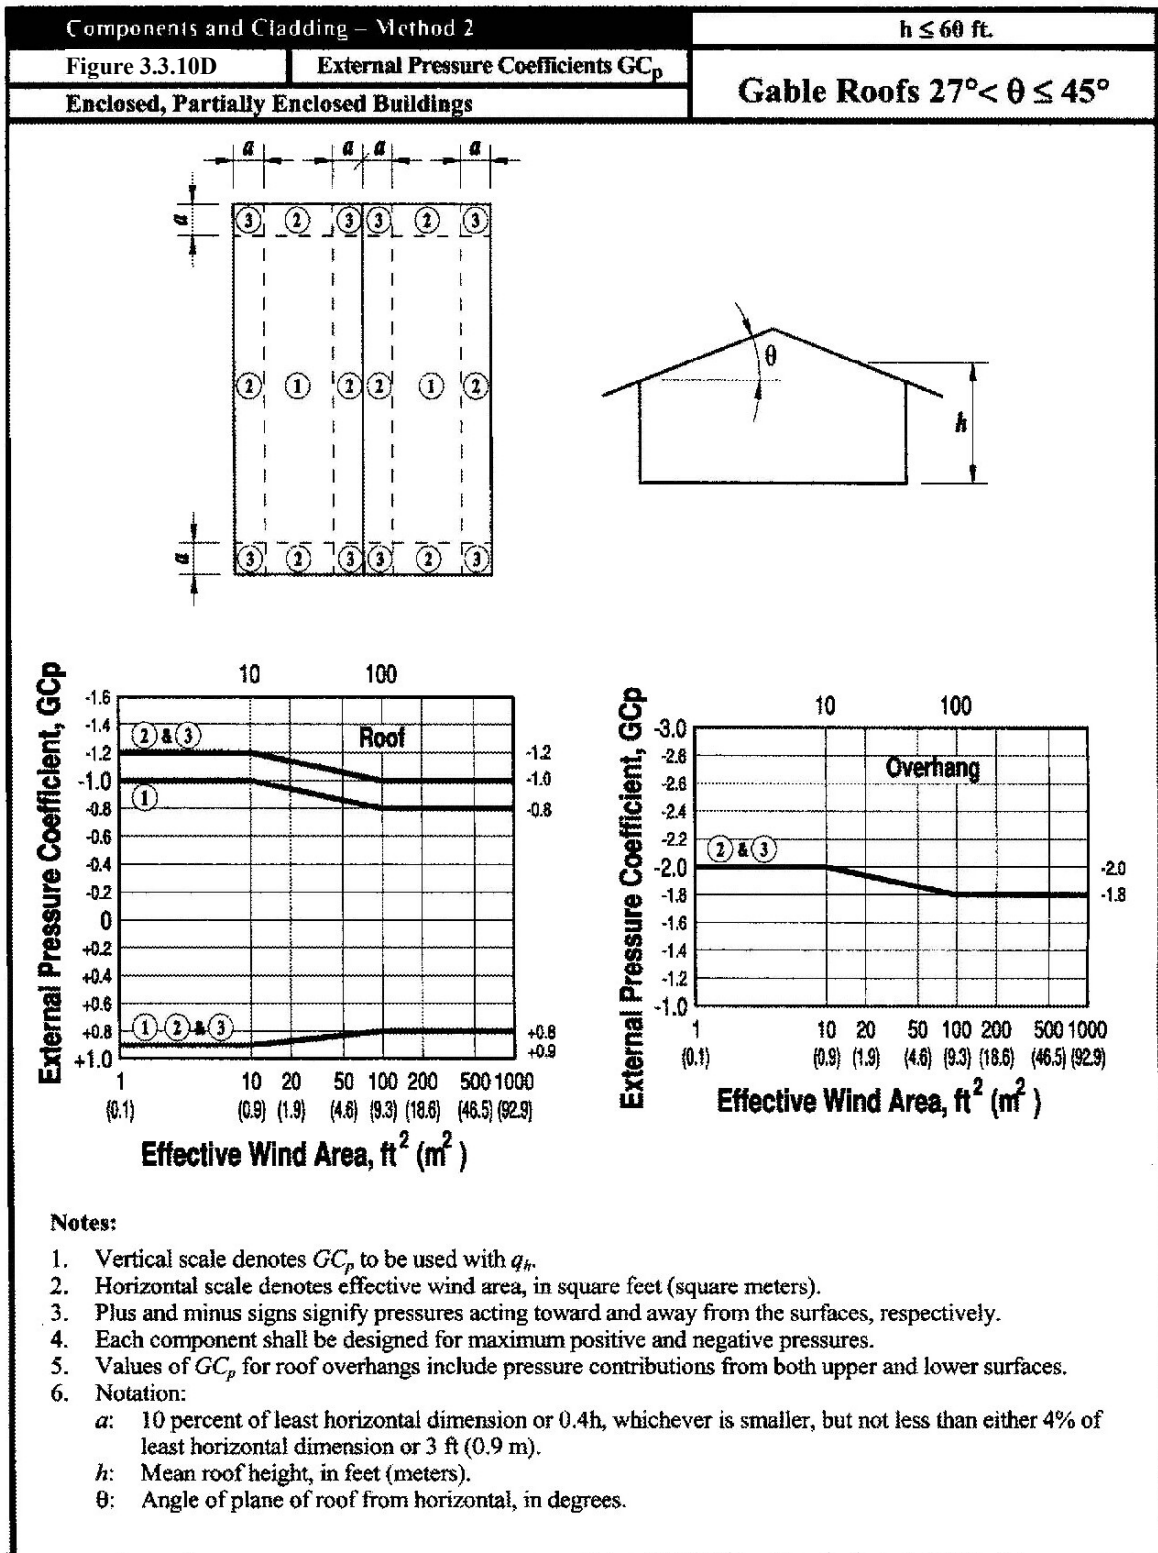 Components and Cladding – Method 2
h ≤ 60 ft.
Figure 3.3.10D
External Pressure Coefficients GCp
Enclosed, Partially Enclosed Buildings
Gable Roofs 27°< θ ≤ 45°
a a a a
a
3 2 3 3 2 3
2 1 2 2 1 2
a
3 2 3 3 2 3
θ
h
External Pressure Coefficient, GCp
10 100
-1.6
-1.4
-1.2
-1.0
-0.8
-0.6
-0.4
-0.2
0
+0.2
+0.4
+0.6
+0.8
+1.0
2 & 3
Roof
1
1 2 & 3
-1.2
-1.0
-0.8
+0.8
+0.9
1 10 20 50 100 200 500 1000
(0.1) (0.9) (1.9) (4.6) (9.3) (18.6) (46.5) (92.9)
Effective Wind Area, ft² (m²)
External Pressure Coefficient, GCp
10 100
-3.0
-2.8
-2.6
-2.4
-2.2
-2.0
-1.8
-1.6
-1.4
-1.2
-1.0
Overhang
2 & 3
-2.0
-1.8
1 10 20 50 100 200 500 1000
(0.1) (0.9) (1.9) (4.6) (9.3) (18.6) (46.5) (92.9)
Effective Wind Area, ft² (m²)
Notes:
1. Vertical scale denotes GCp to be used with qh.
2. Horizontal scale denotes effective wind area, in square feet (square meters).
3. Plus and minus signs signify pressures acting toward and away from the surfaces, respectively.
4. Each component shall be designed for maximum positive and negative pressures.
5. Values of GCp for roof overhangs include pressure contributions from both upper and lower surfaces.
6. Notation:
a: 10 percent of least horizontal dimension or 0.4h, whichever is smaller, but not less than either 4% of
least horizontal dimension or 3 ft (0.9 m).
h: Mean roof height, in feet (meters).
θ: Angle of plane of roof from horizontal, in degrees.